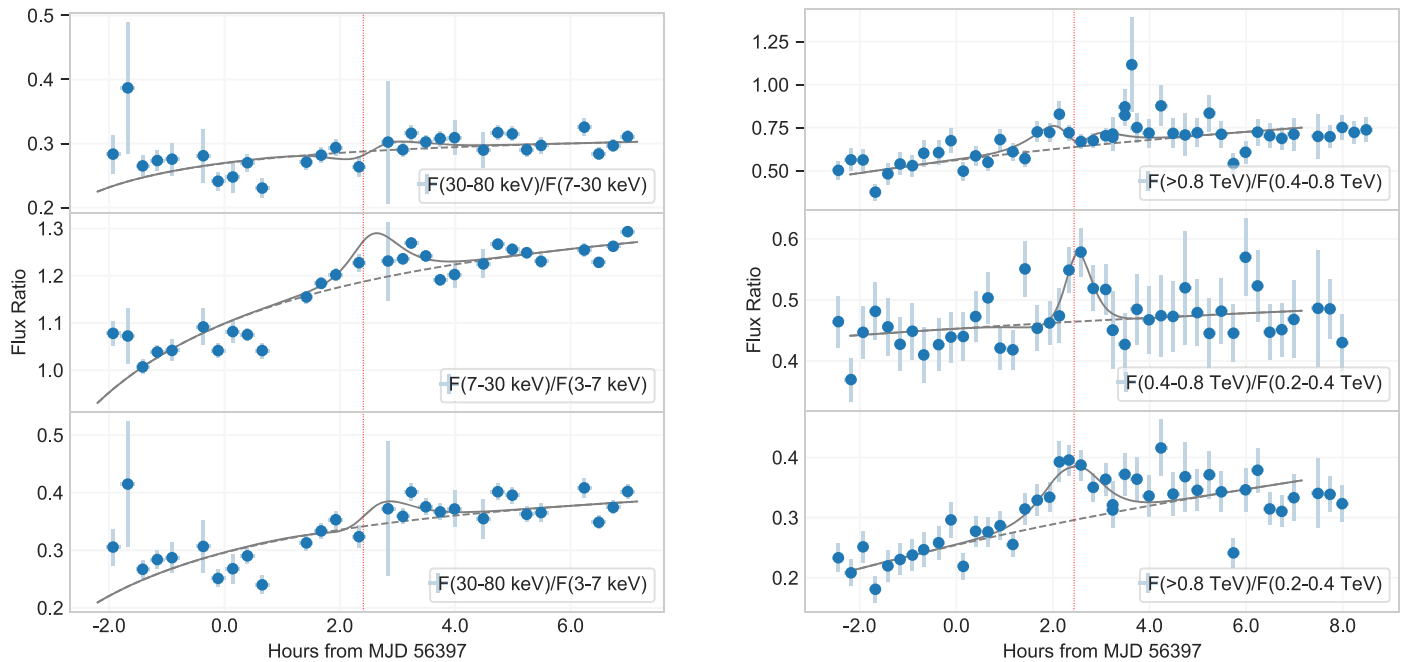 0.5
0.4
0.3
0.2
F(30-80 keV)/F(7-30 keV)
1.3
1.2
1.1
1.0
Flux Ratio
F(7-30 keV)/F(3-7 keV)
0.5
0.4
0.3
0.2
F(30-80 keV)/F(3-7 keV)
-2.0 0.0 2.0 4.0 6.0
Hours from MJD 56397
1.25
1.00
0.75
0.50
F(>0.8 TeV)/F(0.4-0.8 TeV)
0.6
0.5
0.4
Flux Ratio
F(0.4-0.8 TeV)/F(0.2-0.4 TeV)
0.4
0.3
0.2
F(>0.8 TeV)/F(0.2-0.4 TeV)
-2.0 0.0 2.0 4.0 6.0 8.0
Hours from MJD 56397